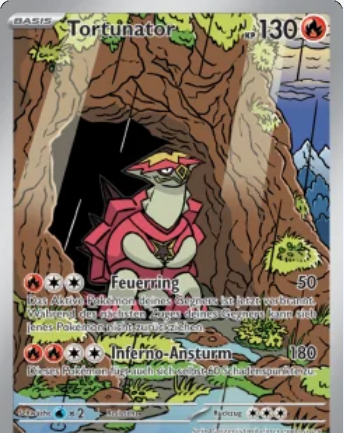 BASIS Tortunator KP 130
Feuerring 50
Das Aktive Pokémon deines Gegners ist jetzt verbrannt.
Während des nächsten Zuges deines Gegners kann sich
jenes Pokémon nicht zurückziehen.
Inferno-Ansturm 180
Dieses Pokémon fügt auch sich selbst 60 Schadenspunkte zu.
Schwäche ×2 Resistenz Rückzug